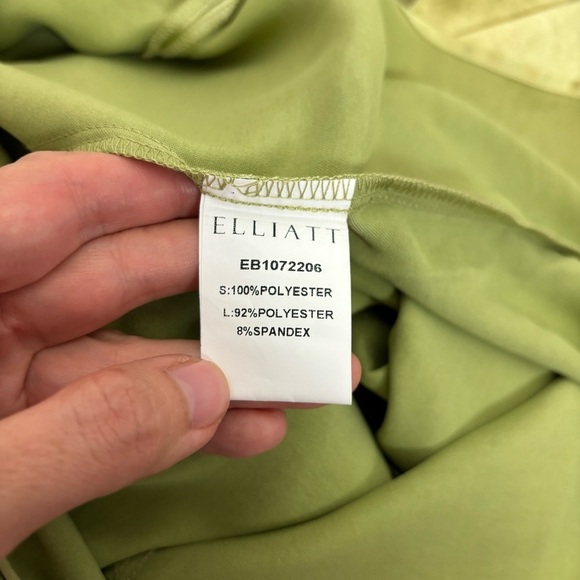 ELLIATT
EB1072206
S:100%POLYESTER
L:92%POLYESTER
8%SPANDEX